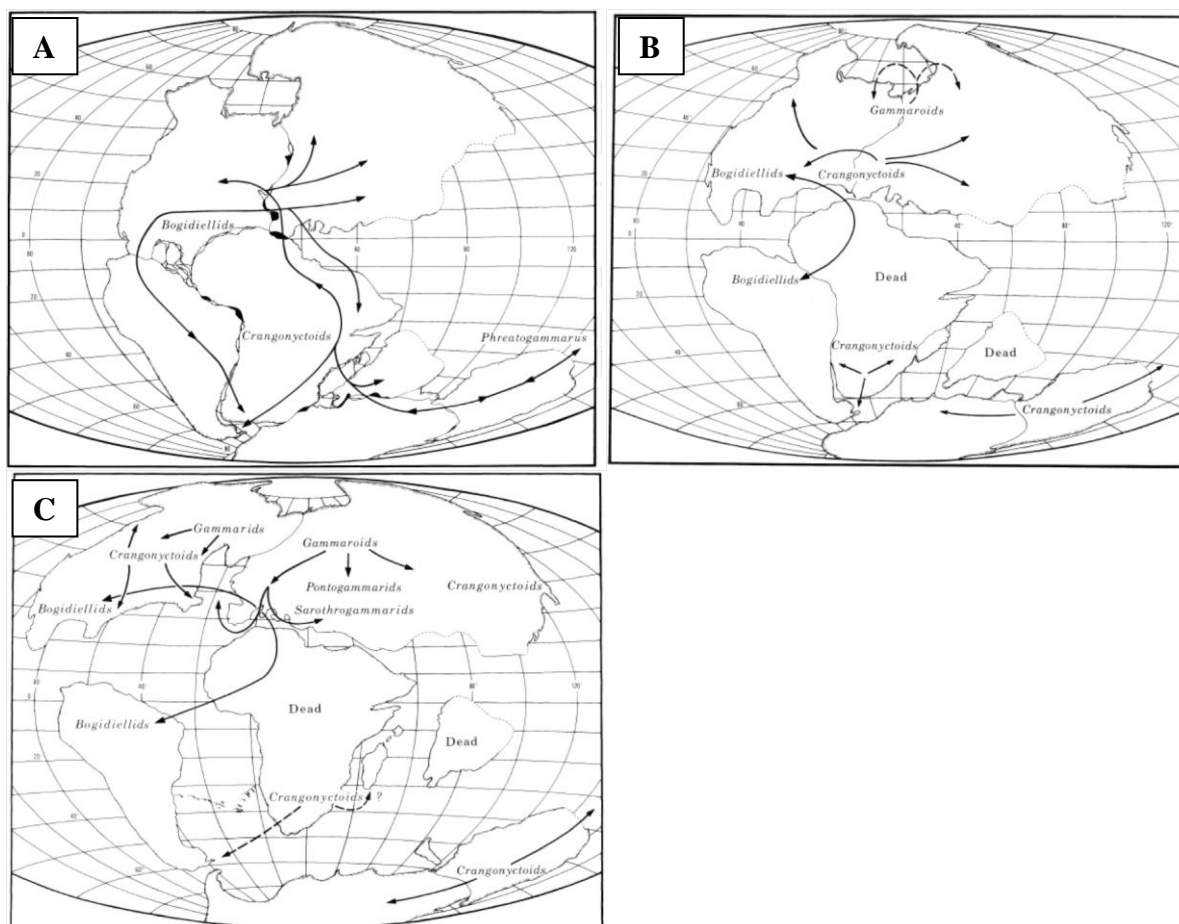 A
Bogidiellids
Crangonyctoids
Phreatogammarus
B
Gammaroids
Bogidiellids
Crangonyctoids
Bogidiellids
Dead
Crangonyctoids
Dead
Crangonyctoids
C
Gammarids
Gammaroids
Crangonyctoids
Crangonyctoids
Pontogammarids
Bogidiellids
Sarothrogammarids
Bogidiellids
Dead
Dead
Crangonyctoids ?
Crangonyctoids